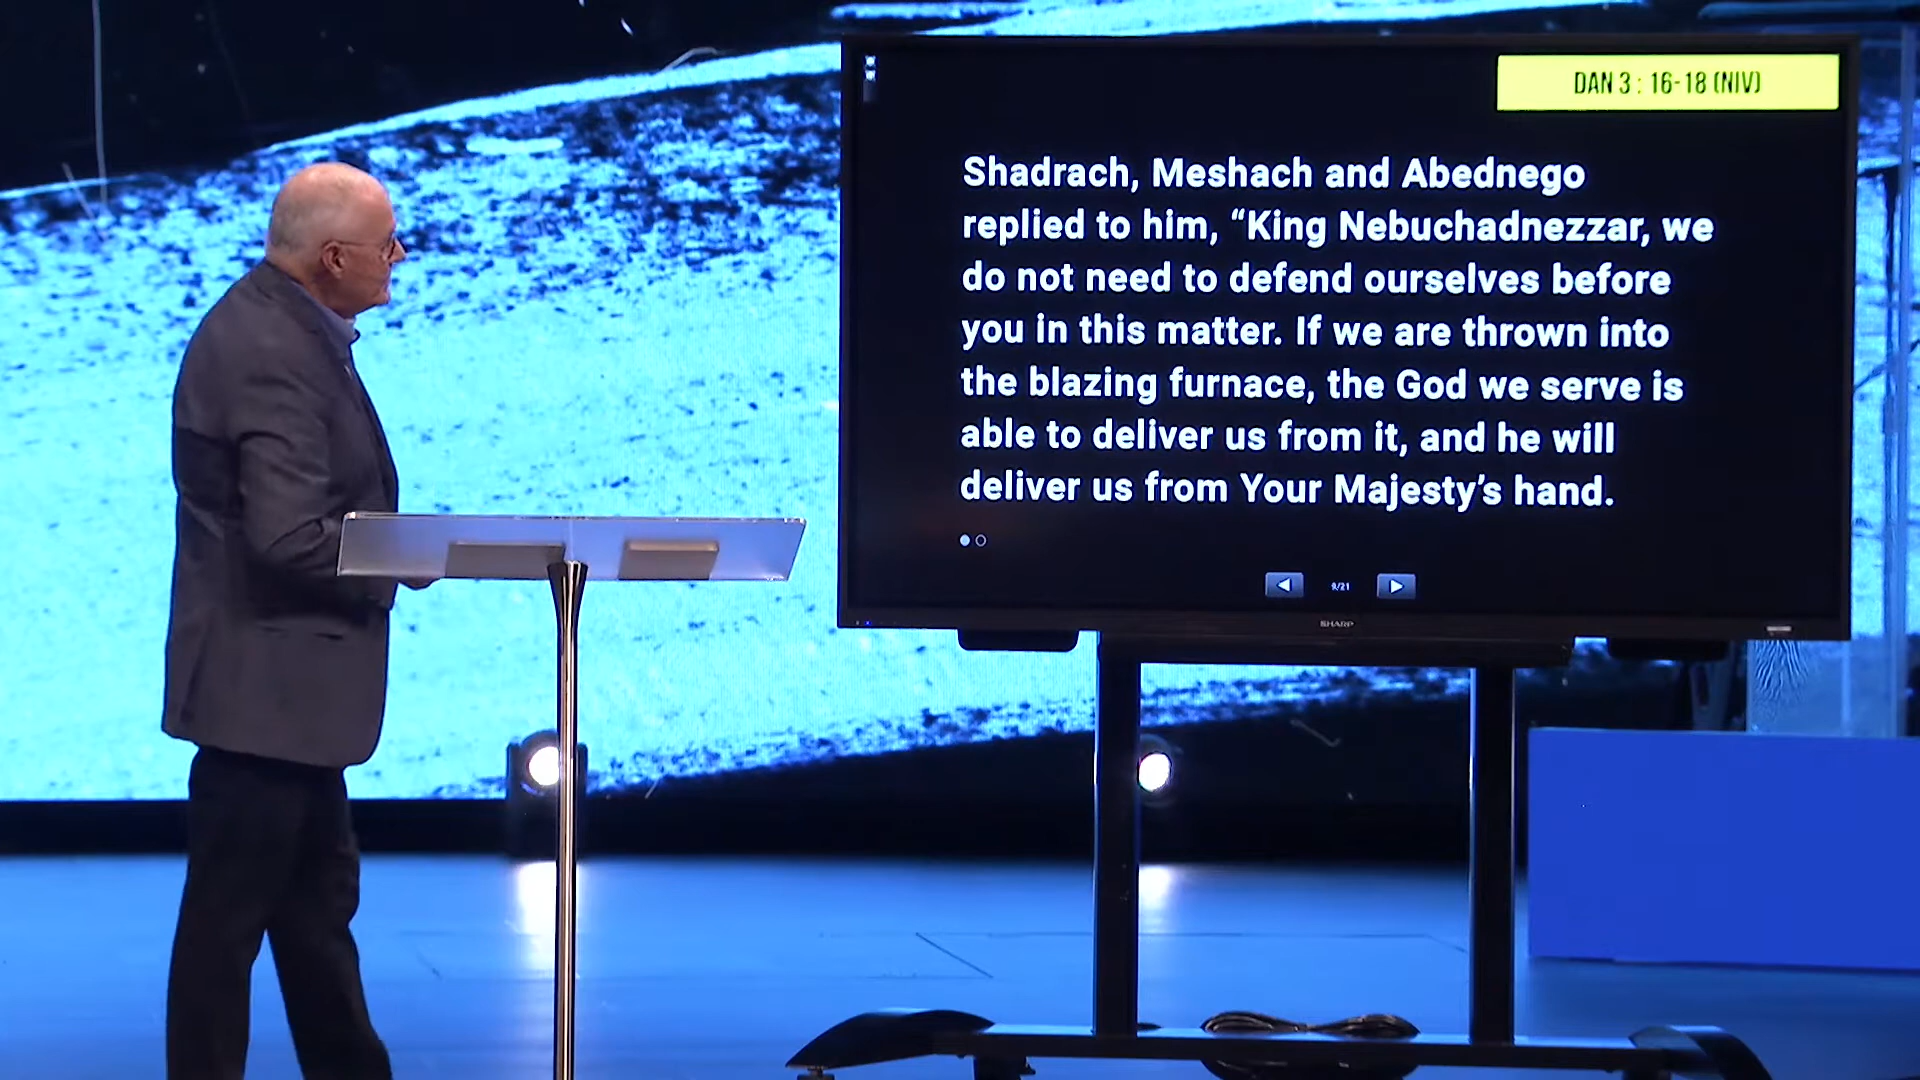 DAN 3 : 16-18 (NIV)
Shadrach, Meshach and Abednego
replied to him, “King Nebuchadnezzar, we
do not need to defend ourselves before
you in this matter. If we are thrown into
the blazing furnace, the God we serve is
able to deliver us from it, and he will
deliver us from Your Majesty’s hand.
9/21
SHARP